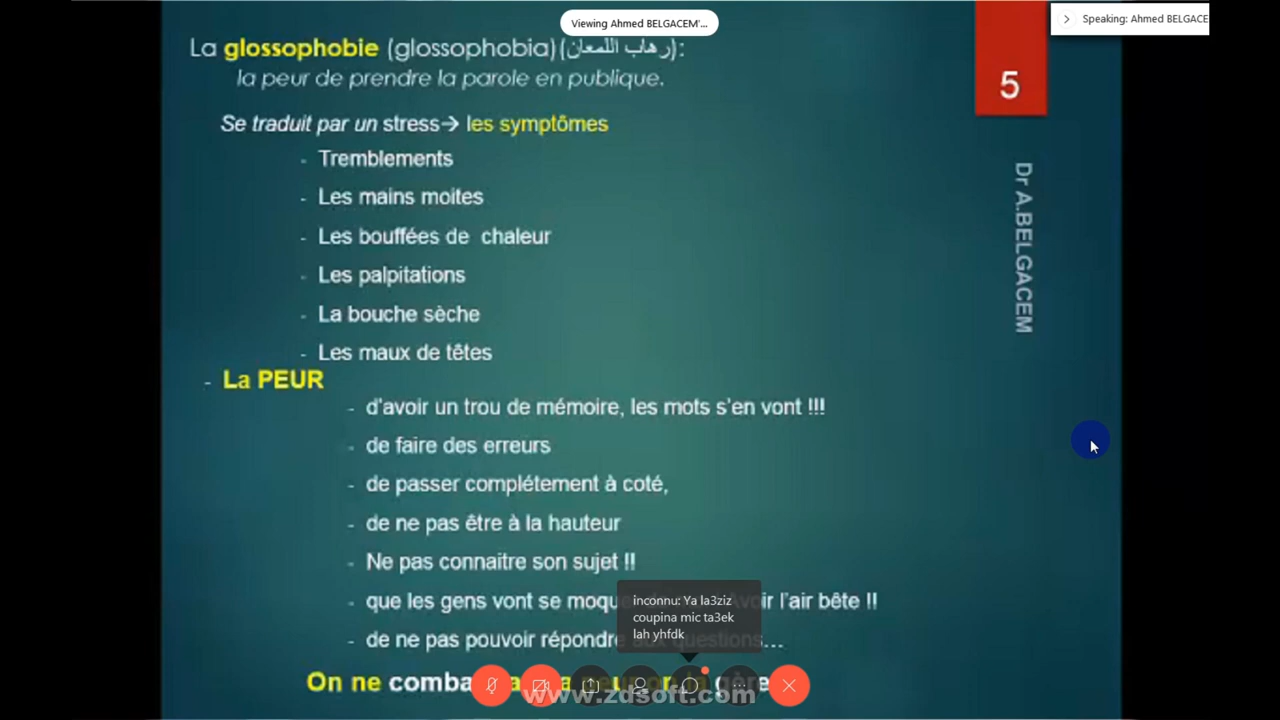 Viewing Ahmed BELGACEM'...
Speaking: Ahmed BELGACE
La glossophobie (glossophobia)(رهاب اللمعان):
la peur de prendre la parole en publique.
5
Dr A.BELGACEM
Se traduit par un stress→ les symptômes
- Tremblements
- Les mains moites
- Les bouffées de chaleur
- Les palpitations
- La bouche sèche
- Les maux de têtes
- La PEUR
- d'avoir un trou de mémoire, les mots s'en vont !!!
- de faire des erreurs
- de passer complétement à coté,
- de ne pas être à la hauteur
- Ne pas connaitre son sujet !!
- que les gens vont se moqu
oir l'air bête !!
- de ne pas pouvoir répondre aux questions...
inconnu: Ya la3ziz
coupina mic ta3ek
lah yhfdk
On ne comba
gère
www.zdsoft.com